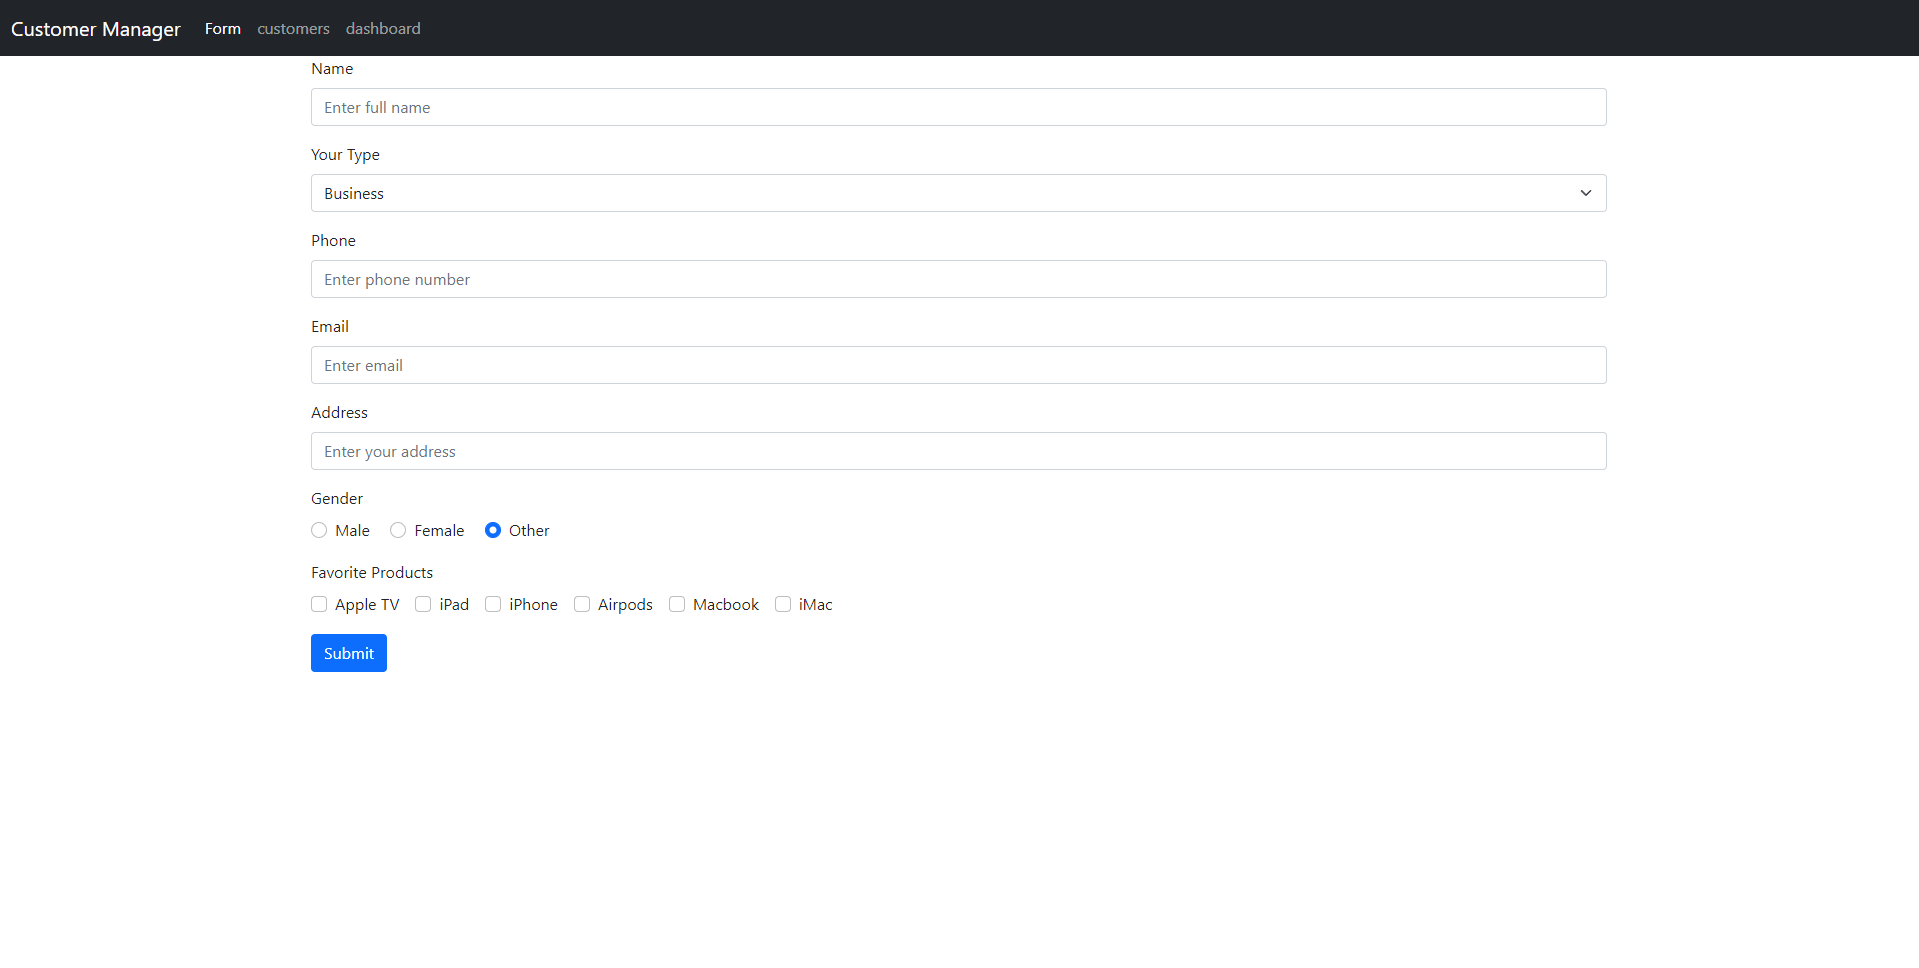 Customer Manager Form customers dashboard
Name
Enter full name
Your Type
Business
Phone
Enter phone number
Email
Enter email
Address
Enter your address
Gender
Male Female Other
Favorite Products
Apple TV iPad iPhone Airpods Macbook iMac
Submit